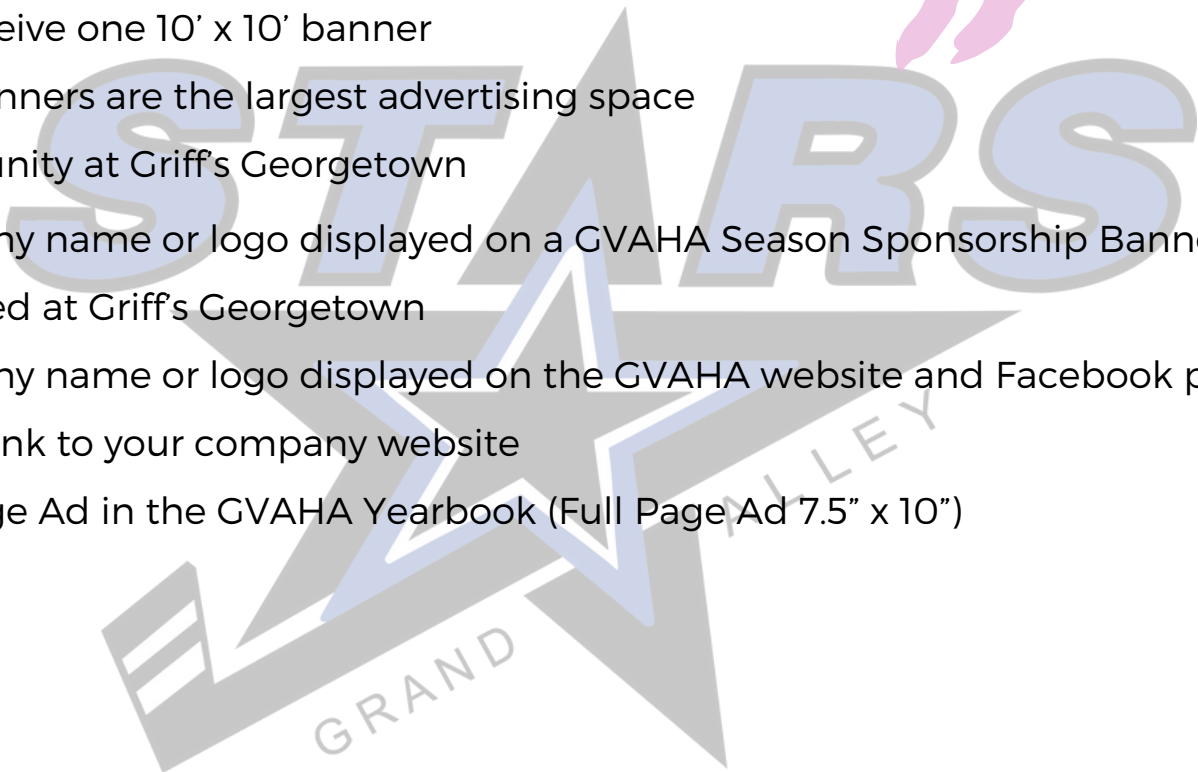 eive one 10’ x 10’ banner
nners are the largest advertising space
unity at Griff’s Georgetown
ny name or logo displayed on a GVAHA Season Sponsorship Banne
ed at Griff’s Georgetown
ny name or logo displayed on the GVAHA website and Facebook p
nk to your company website
ge Ad in the GVAHA Yearbook (Full Page Ad 7.5” x 10”)
STARS
GRAND
ALLEY